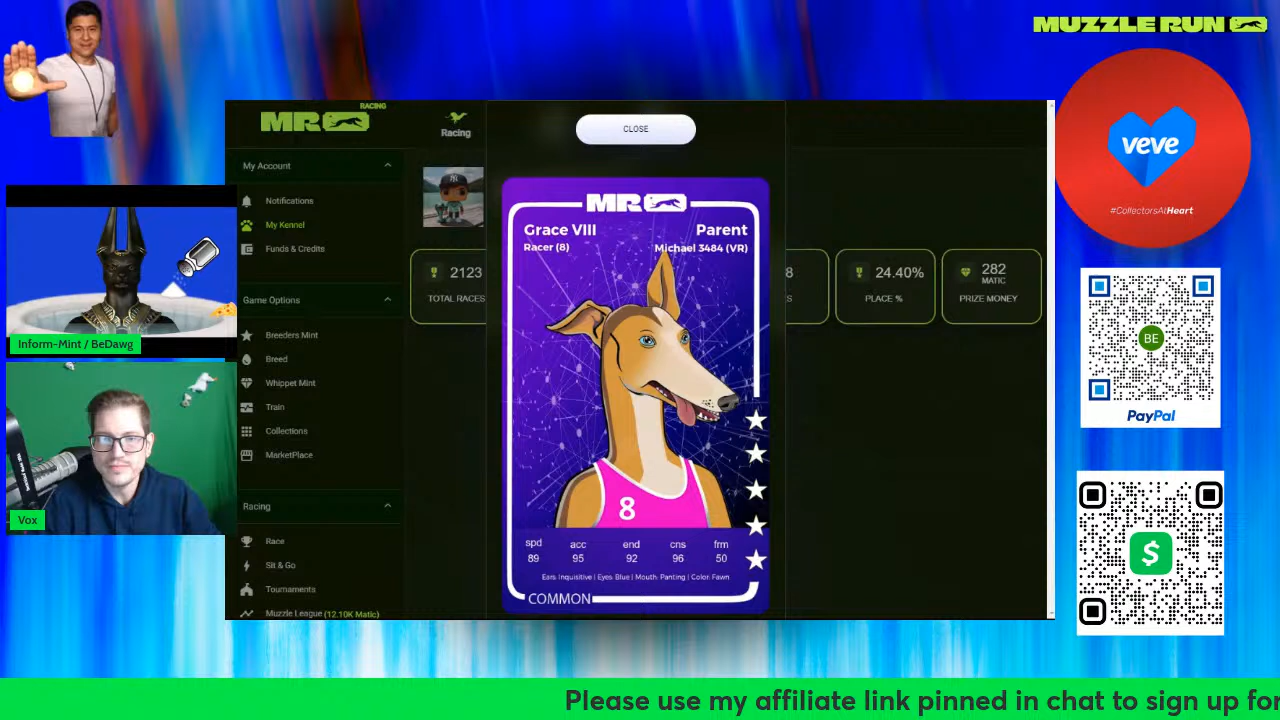 MUZZLE RUN
RACING
MR
Racing
CLOSE
My Account
Notifications
My Kennel
Funds & Credits
Game Options
Breeders Mint
Breed
Whippet Mint
Train
Collections
MarketPlace
Racing
Race
Sit & Go
Tournaments
Muzzle League (12.10K Matic)
2123
TOTAL RACES
8
S
24.40%
PLACE %
282
MATIC
PRIZE MONEY
MR
Grace VIII
Parent
Racer (8)
Michael 3484 (VR)
8
spd acc end cns frm
89 95 92 96 50
Ears: Inquisitive | Eyes: Blue | Mouth: Panting | Color: Fawn
COMMON
Inform-Mint / BeDawg
Vox
veve
#CollectorsAtHeart
BE
PayPal
$
Please use my affiliate link pinned in chat to sign up for